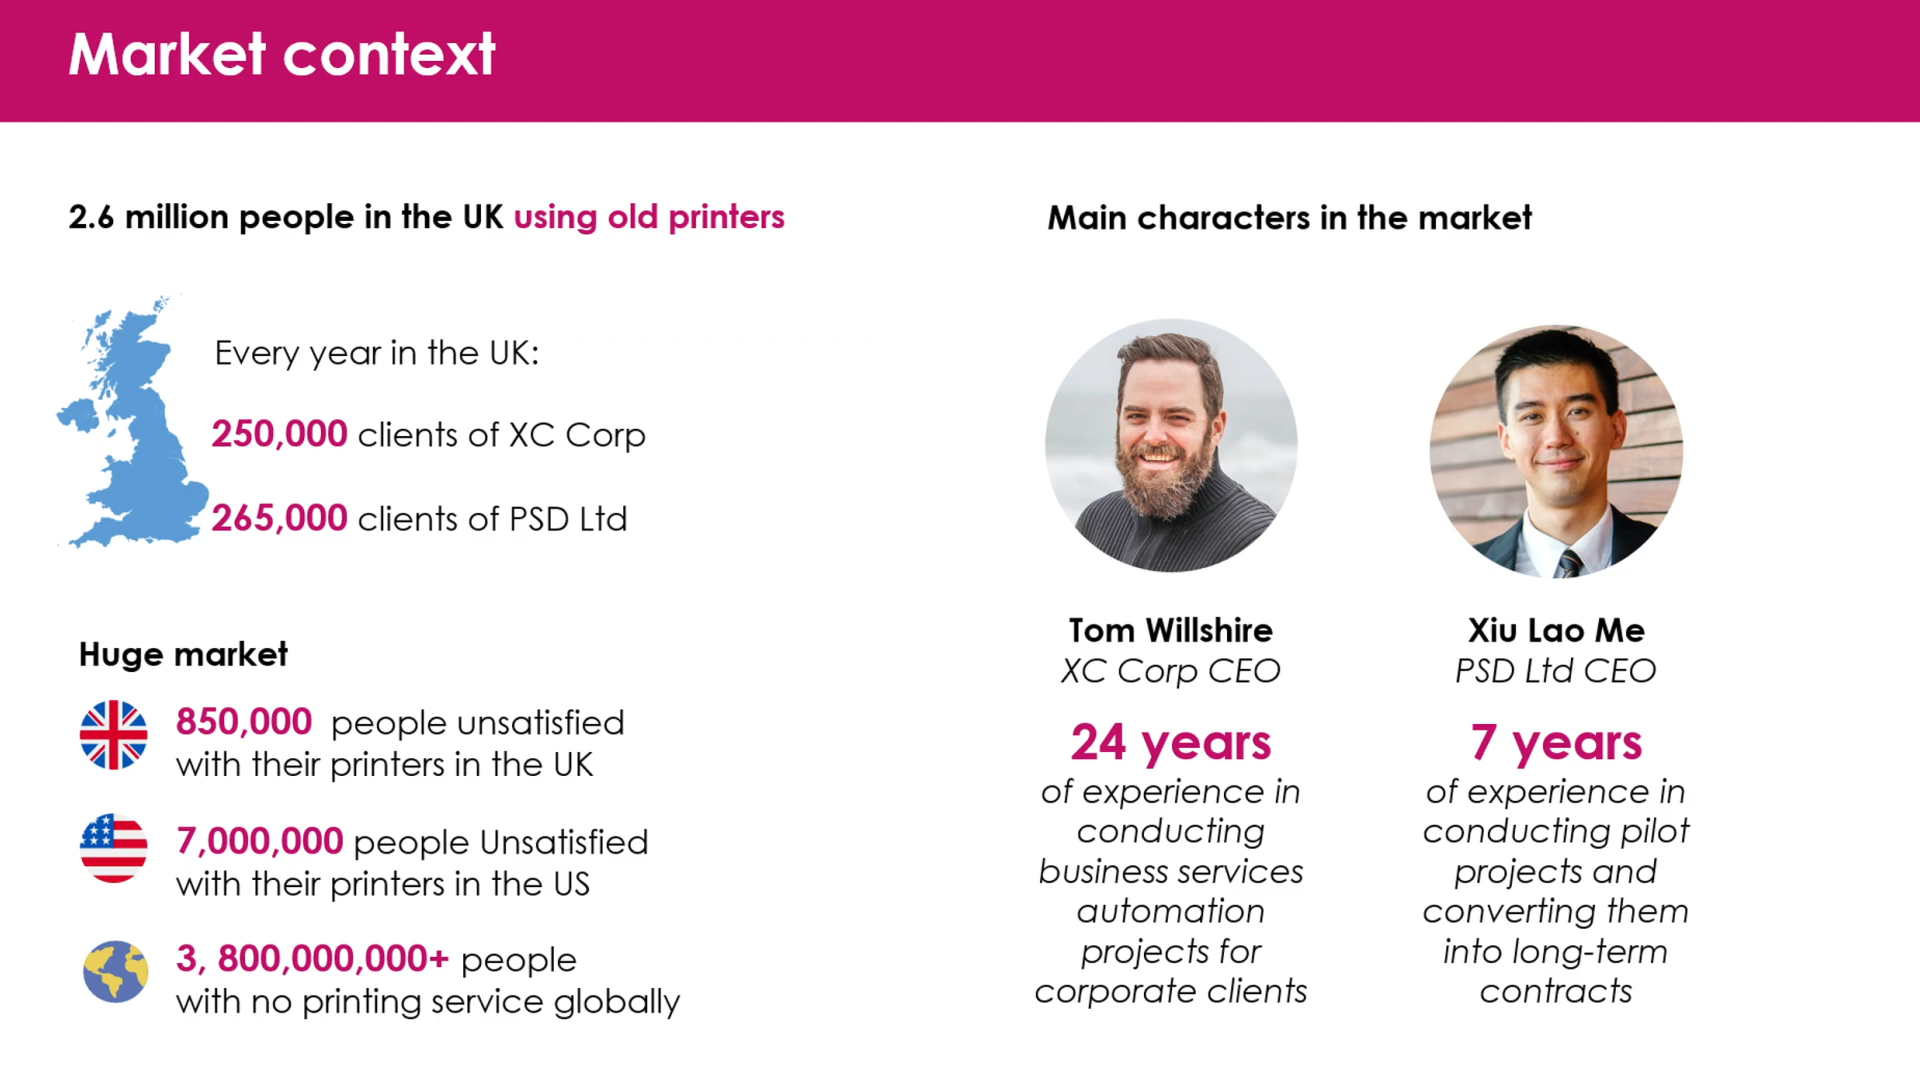 Market context
2.6 million people in the UK using old printers
Every year in the UK:
250,000 clients of XC Corp
265,000 clients of PSD Ltd
Huge market
850,000 people unsatisfied
with their printers in the UK
7,000,000 people Unsatisfied
with their printers in the US
3, 800,000,000+ people
with no printing service globally
Main characters in the market
Tom Willshire
XC Corp CEO
24 years
of experience in
conducting
business services
automation
projects for
corporate clients
Xiu Lao Me
PSD Ltd CEO
7 years
of experience in
conducting pilot
projects and
converting them
into long-term
contracts